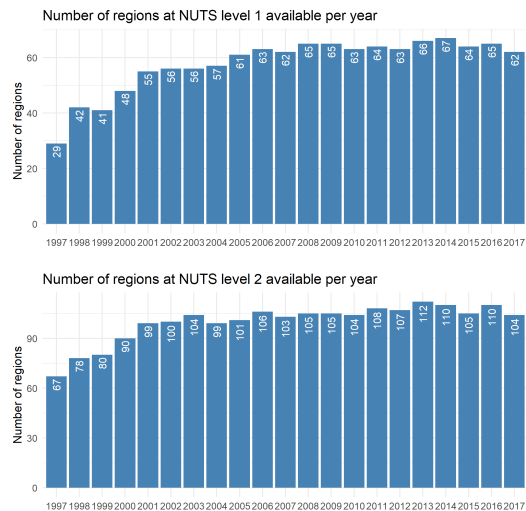 Number of regions at NUTS level 1 available per year
Number of regions
60
40
20
0
29 42 41 48 55 56 56 57 61 63 62 65 65 63 64 63 66 67 64 65 62
1997 1998 1999 2000 2001 2002 2003 2004 2005 2006 2007 2008 2009 2010 2011 2012 2013 2014 2015 2016 2017
Number of regions at NUTS level 2 available per year
Number of regions
90
60
30
0
67 78 80 90 99 100 104 99 101 106 103 105 105 104 108 107 112 110 105 110 104
1997 1998 1999 2000 2001 2002 2003 2004 2005 2006 2007 2008 2009 2010 2011 2012 2013 2014 2015 2016 2017